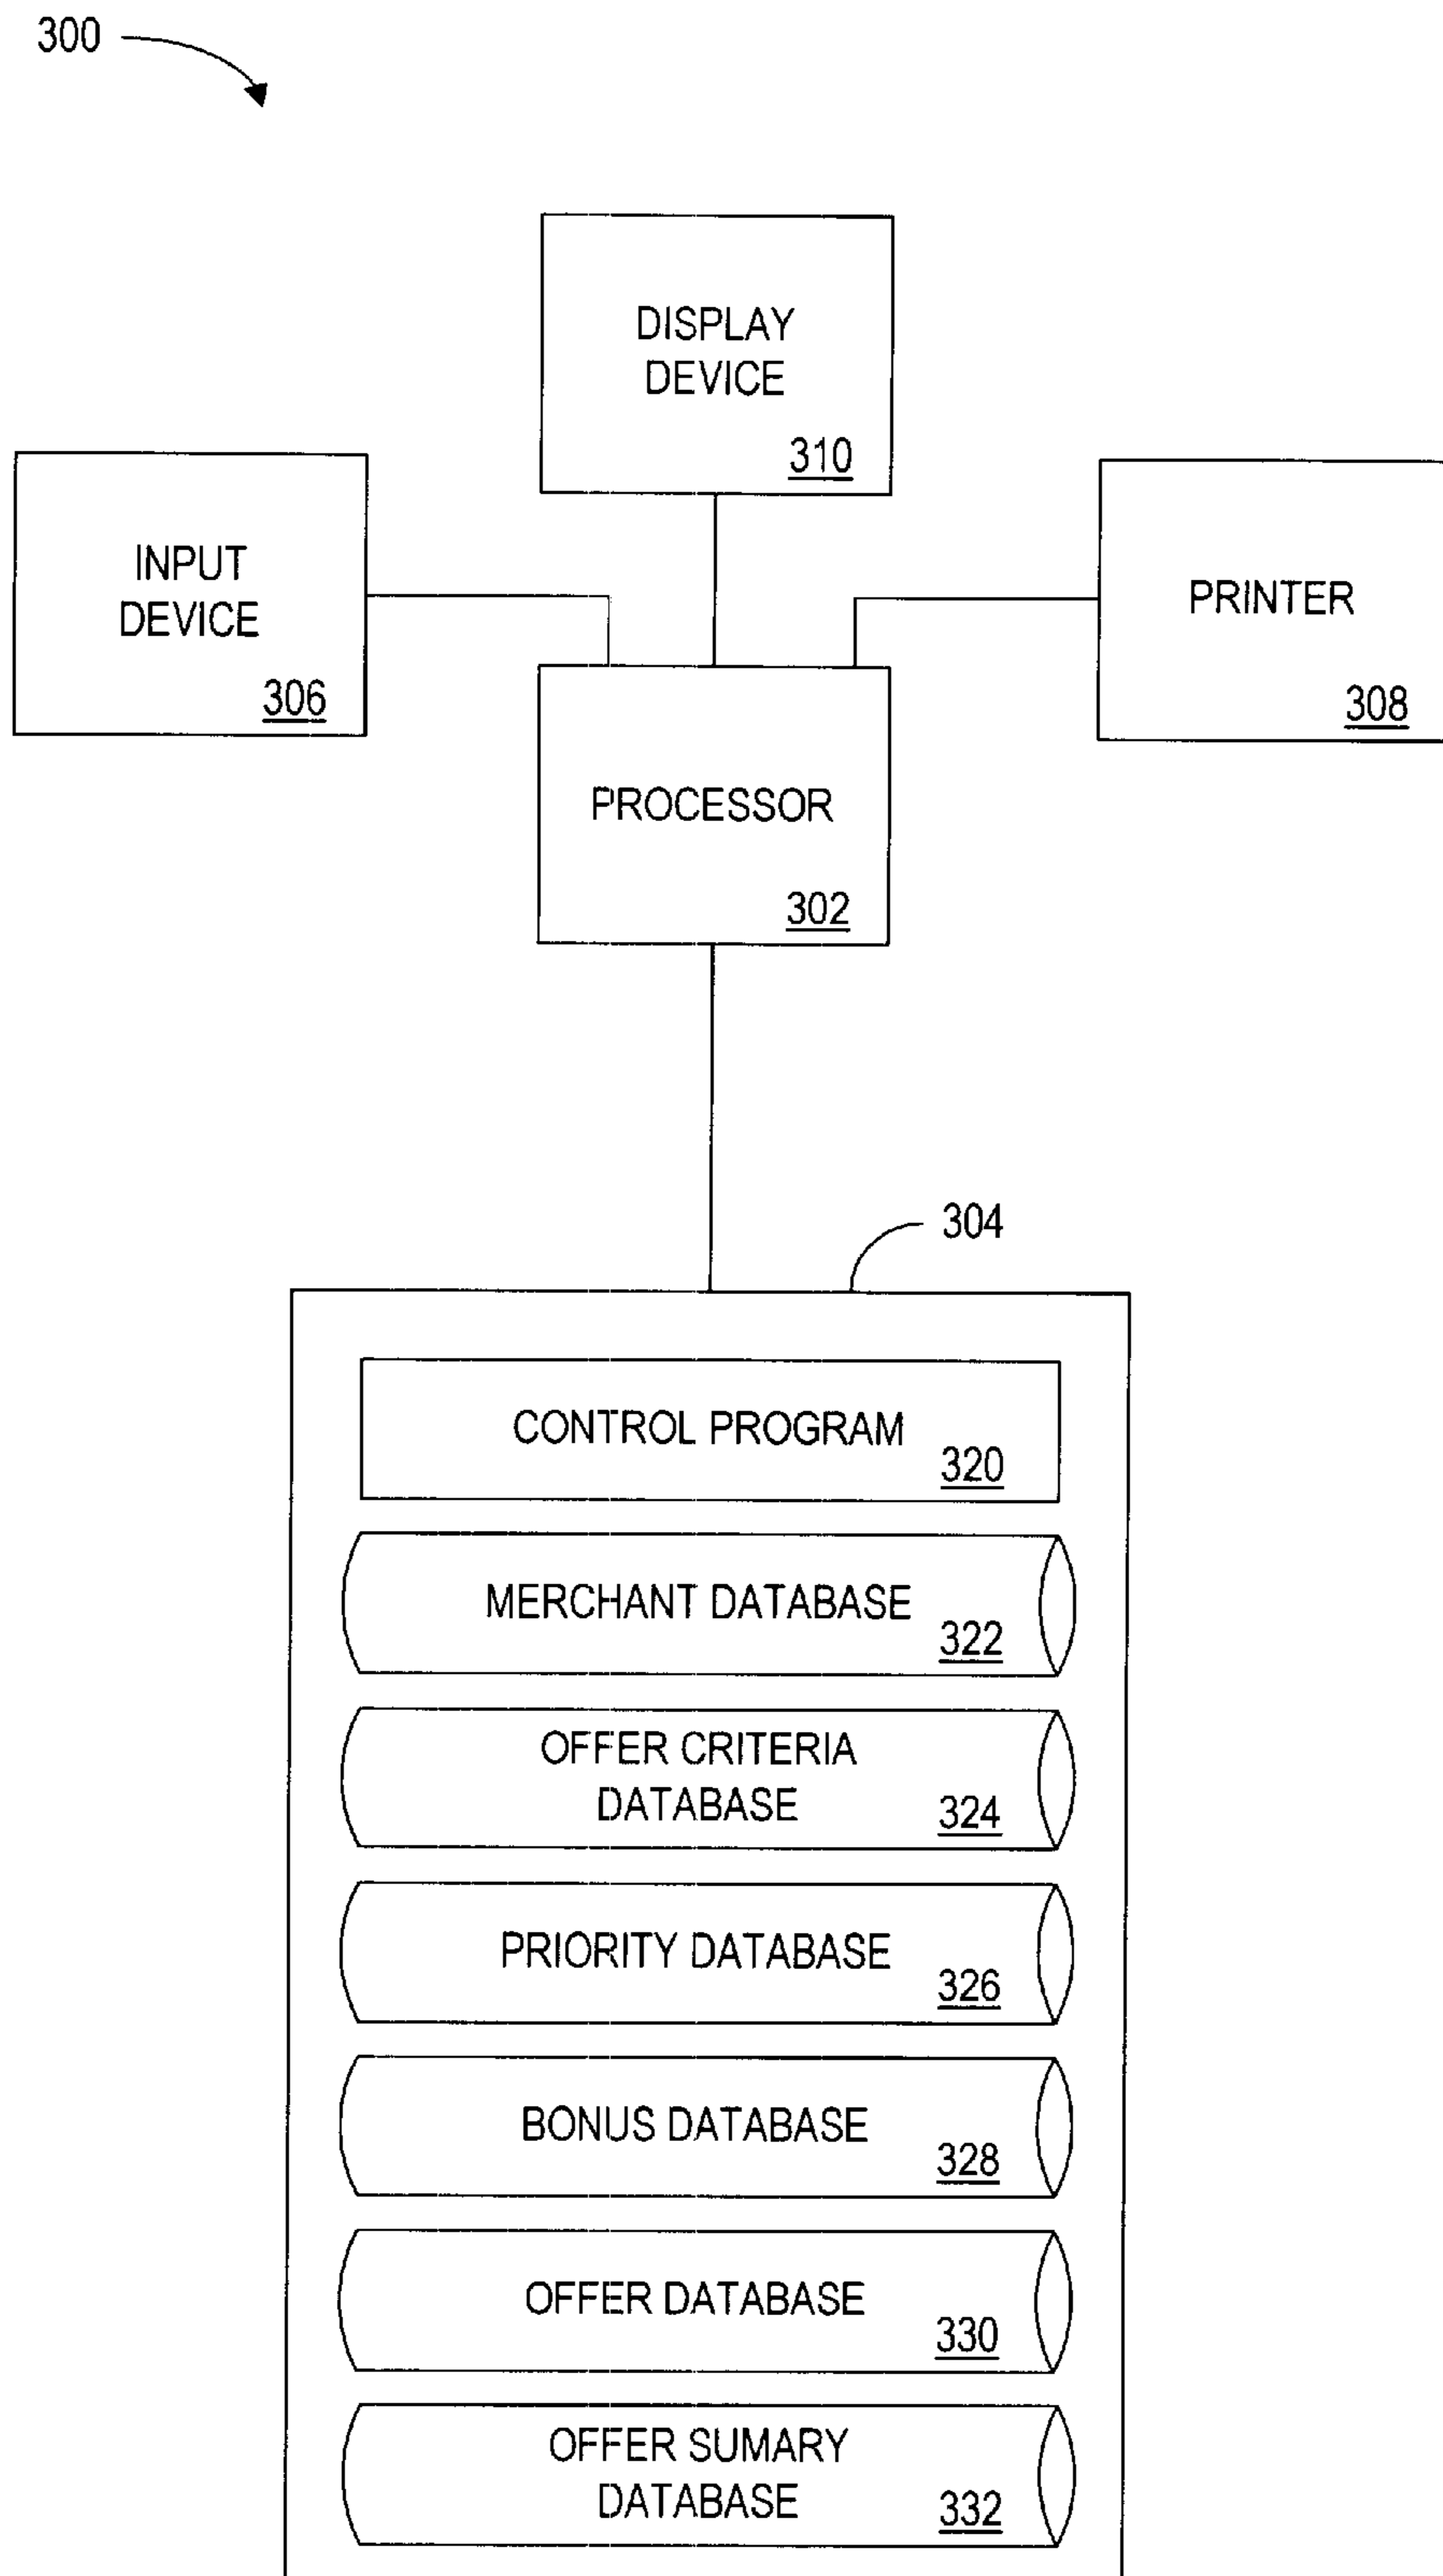 300
DISPLAY
DEVICE
310
INPUT
DEVICE
306
PRINTER
308
PROCESSOR
302
304
CONTROL PROGRAM
320
MERCHANT DATABASE
322
OFFER CRITERIA
DATABASE
324
PRIORITY DATABASE
326
BONUS DATABASE
328
OFFER DATABASE
330
OFFER SUMARY
DATABASE
332